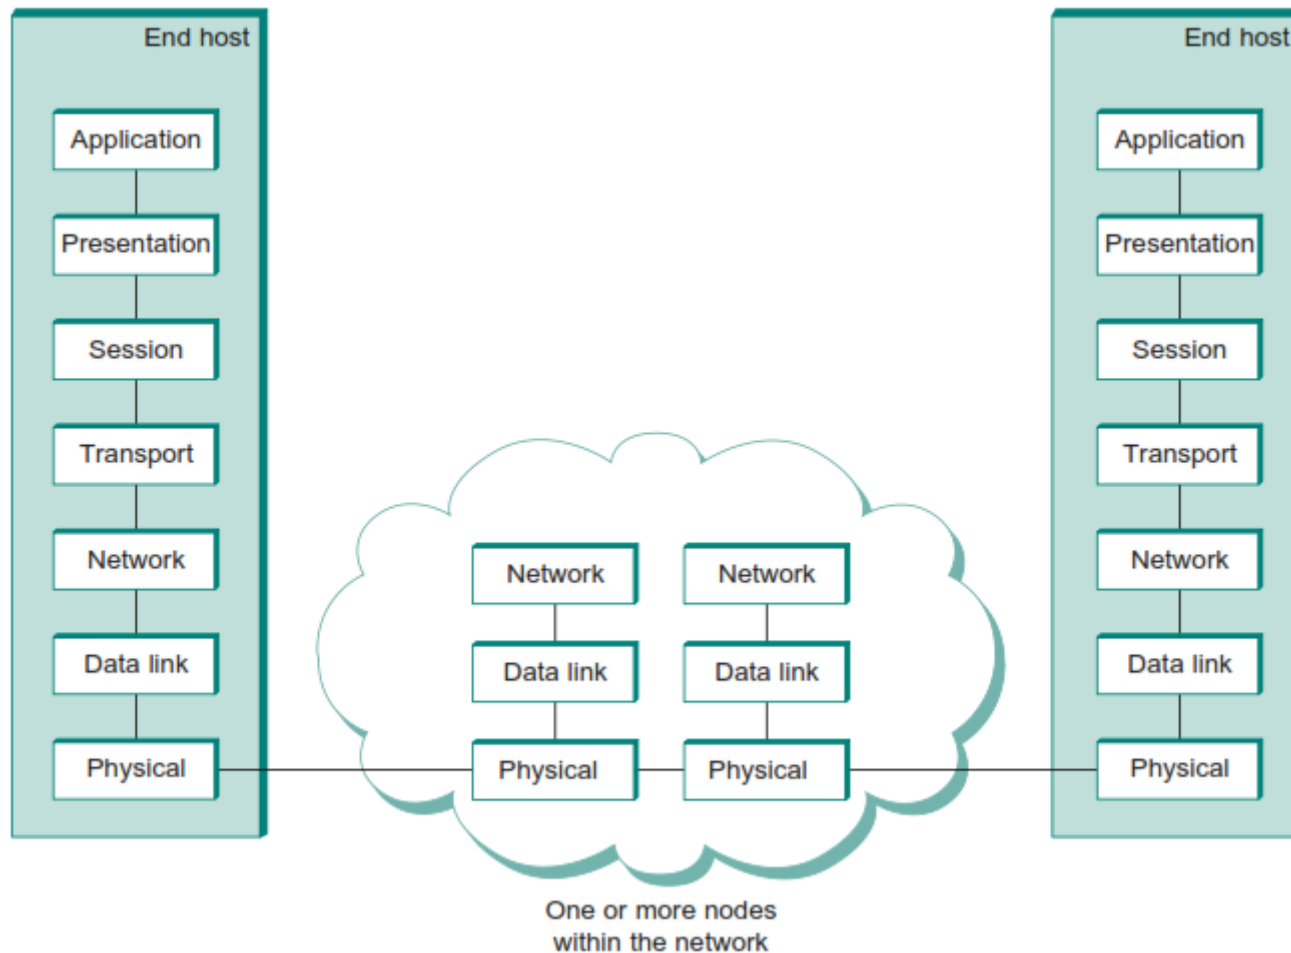 End host
Application
Presentation
Session
Transport
Network
Data link
Physical
Network
Data link
Physical
Network
Data link
Physical
One or more nodes
within the network
End host
Application
Presentation
Session
Transport
Network
Data link
Physical